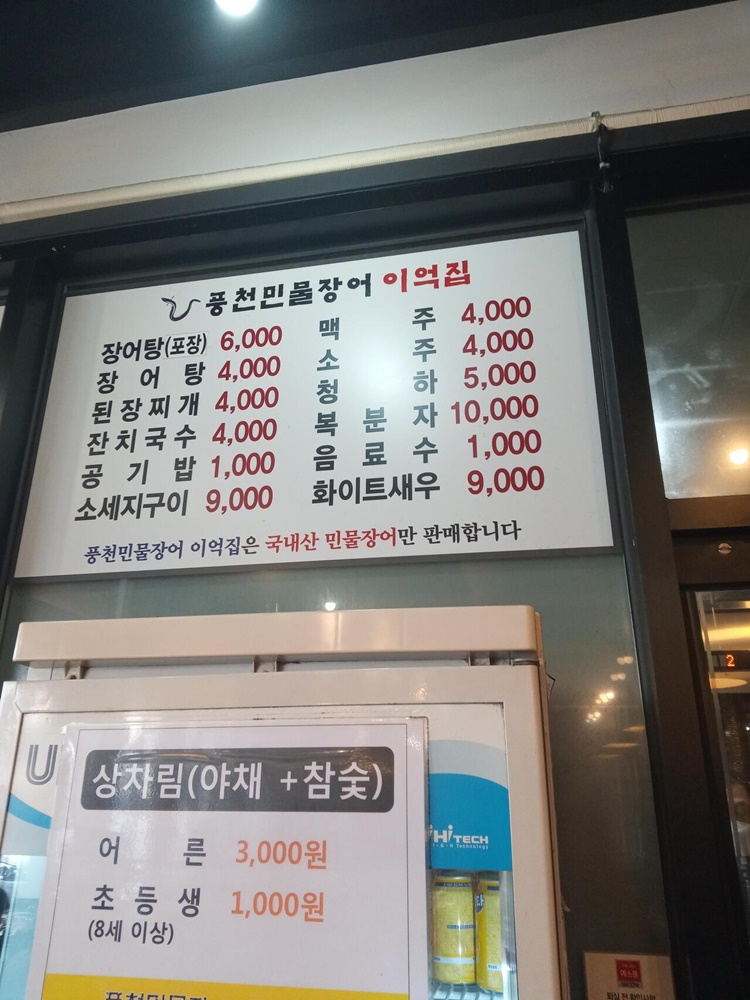 풍천민물장어 이억집
장어탕(포장) 6,000
장 어 탕 4,000
된장찌개 4,000
잔치국수 4,000
공 기 밥 1,000
소세지구이 9,000
맥 주 4,000
소 주 4,000
청 하 5,000
복 분 자 10,000
음 료 수 1,000
화이트새우 9,000
풍천민물장어 이억집은 국내산 민물장어만 판매합니다
상차림(야채 +참숯)
어 른 3,000원
초 등 생 1,000원
(8세 이상)
U
Hi TECH
2